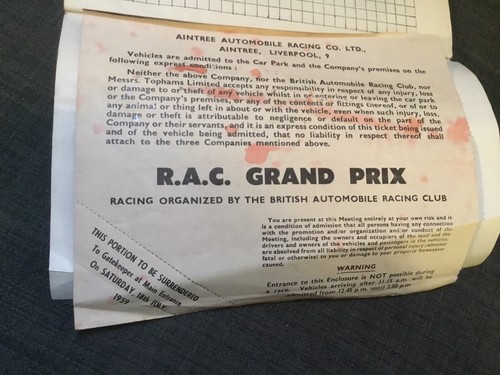 AINTREE AUTOMOBILE RACING CO. LTD.,
AINTREE, LIVERPOOL, 9
Vehicles are admitted to the Car Park and the Company's premises on the
following express conditions :
Neither the above Company, nor the British Automobile Racing Club, nor
Messrs. Tophams Limited accepts any responsibility in respect of any injury, loss
or damage to or theft of any vehicle whilst in or entering or leaving the car park
or the Company's premises, or any of the contents or fittings thereof, or of or to
any animal or thing left in about or with the vehicle, even when such injury, loss,
damage or theft is attributable to negligence or default on the part of the
Company or their servants, and it is an express condition of this ticket being issued
and of the vehicle being admitted, that no liability in respect thereof shall
attach to the three Companies mentioned above.
R.A.C. GRAND PRIX
RACING ORGANIZED BY THE BRITISH AUTOMOBILE RACING CLUB
You are present at this Meeting entirely at your own risk and it is
a condition of admission that all persons having any connection
with the promotion and/or organization and/or conduct of the
Meeting, including the owners and occupiers of the land and the
drivers and owners of the vehicles and passengers in the vehicles,
are absolved from all liability in respect of personal injury (whether
fatal or otherwise) to you or damage to your property howsoever
caused.
WARNING
Entrance to this Enclosure is NOT possible during
a race. Vehicles arriving after 11.15 a.m. will be
admitted from 12.45 p.m. until 2.00 p.m.
THIS PORTION TO BE SURRENDERED
To Gatekeeper at Main Entrance
On SATURDAY, 18th JULY,
1959